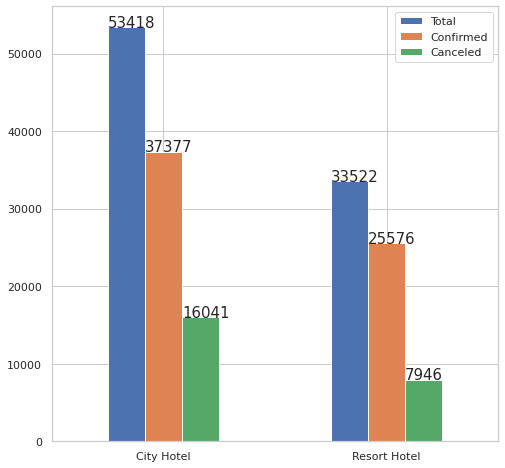 53418
Total
Confirmed
Canceled
50000
40000
37377
33522
30000
25576
20000
16041
10000
7946
0
City Hotel
Resort Hotel